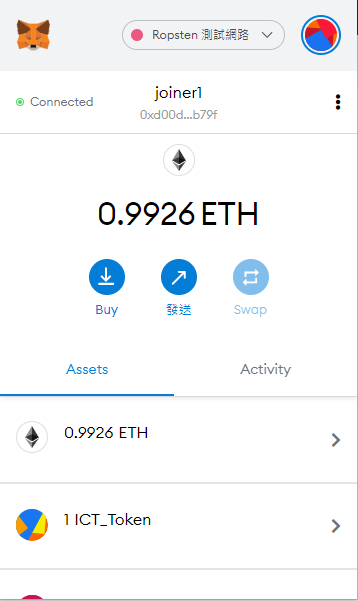 Ropsten 測試網路
Connected
joiner1
0xd00d...b79f
0.9926 ETH
Buy
發送
Swap
Assets
Activity
0.9926 ETH
1 ICT_Token